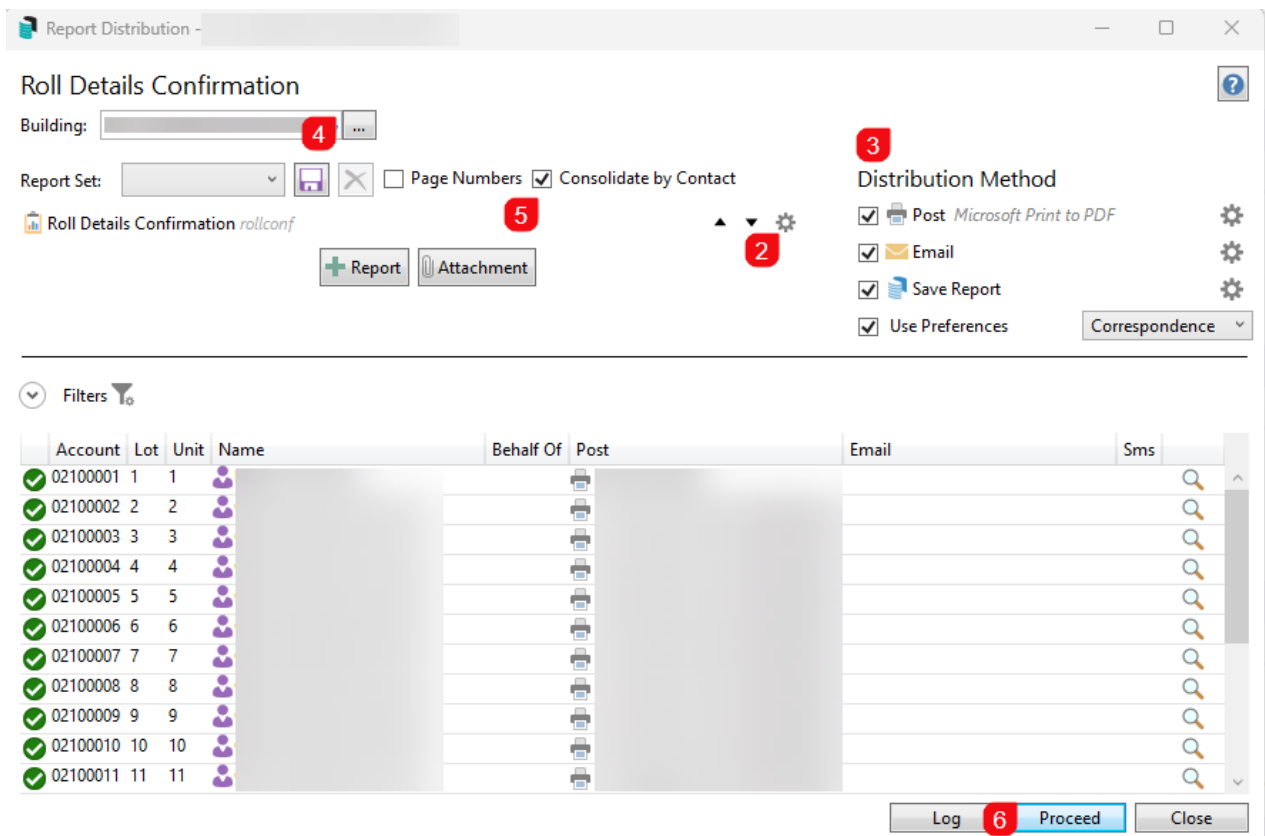 Report Distribution -
Roll Details Confirmation
?
Building: ...
4
3
Report Set: Page Numbers Consolidate by Contact
Distribution Method
Roll Details Confirmation rollconf
5
2
Post Microsoft Print to PDF
Report Attachment
Email
Save Report
Use Preferences Correspondence
Filters
Account Lot Unit Name Behalf Of Post Email Sms
02100001 1 1
02100002 2 2
02100003 3 3
02100004 4 4
02100005 5 5
02100006 6 6
02100007 7 7
02100008 8 8
02100009 9 9
02100010 10 10
02100011 11 11
Log 6 Proceed Close